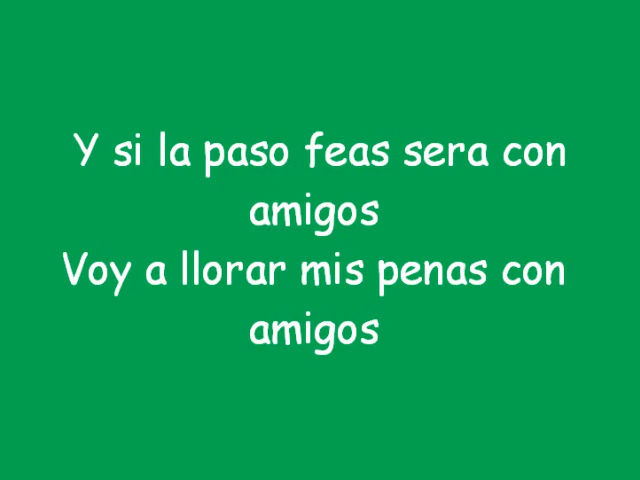 Y si la paso feas sera con
amigos
Voy a llorar mis penas con
amigos